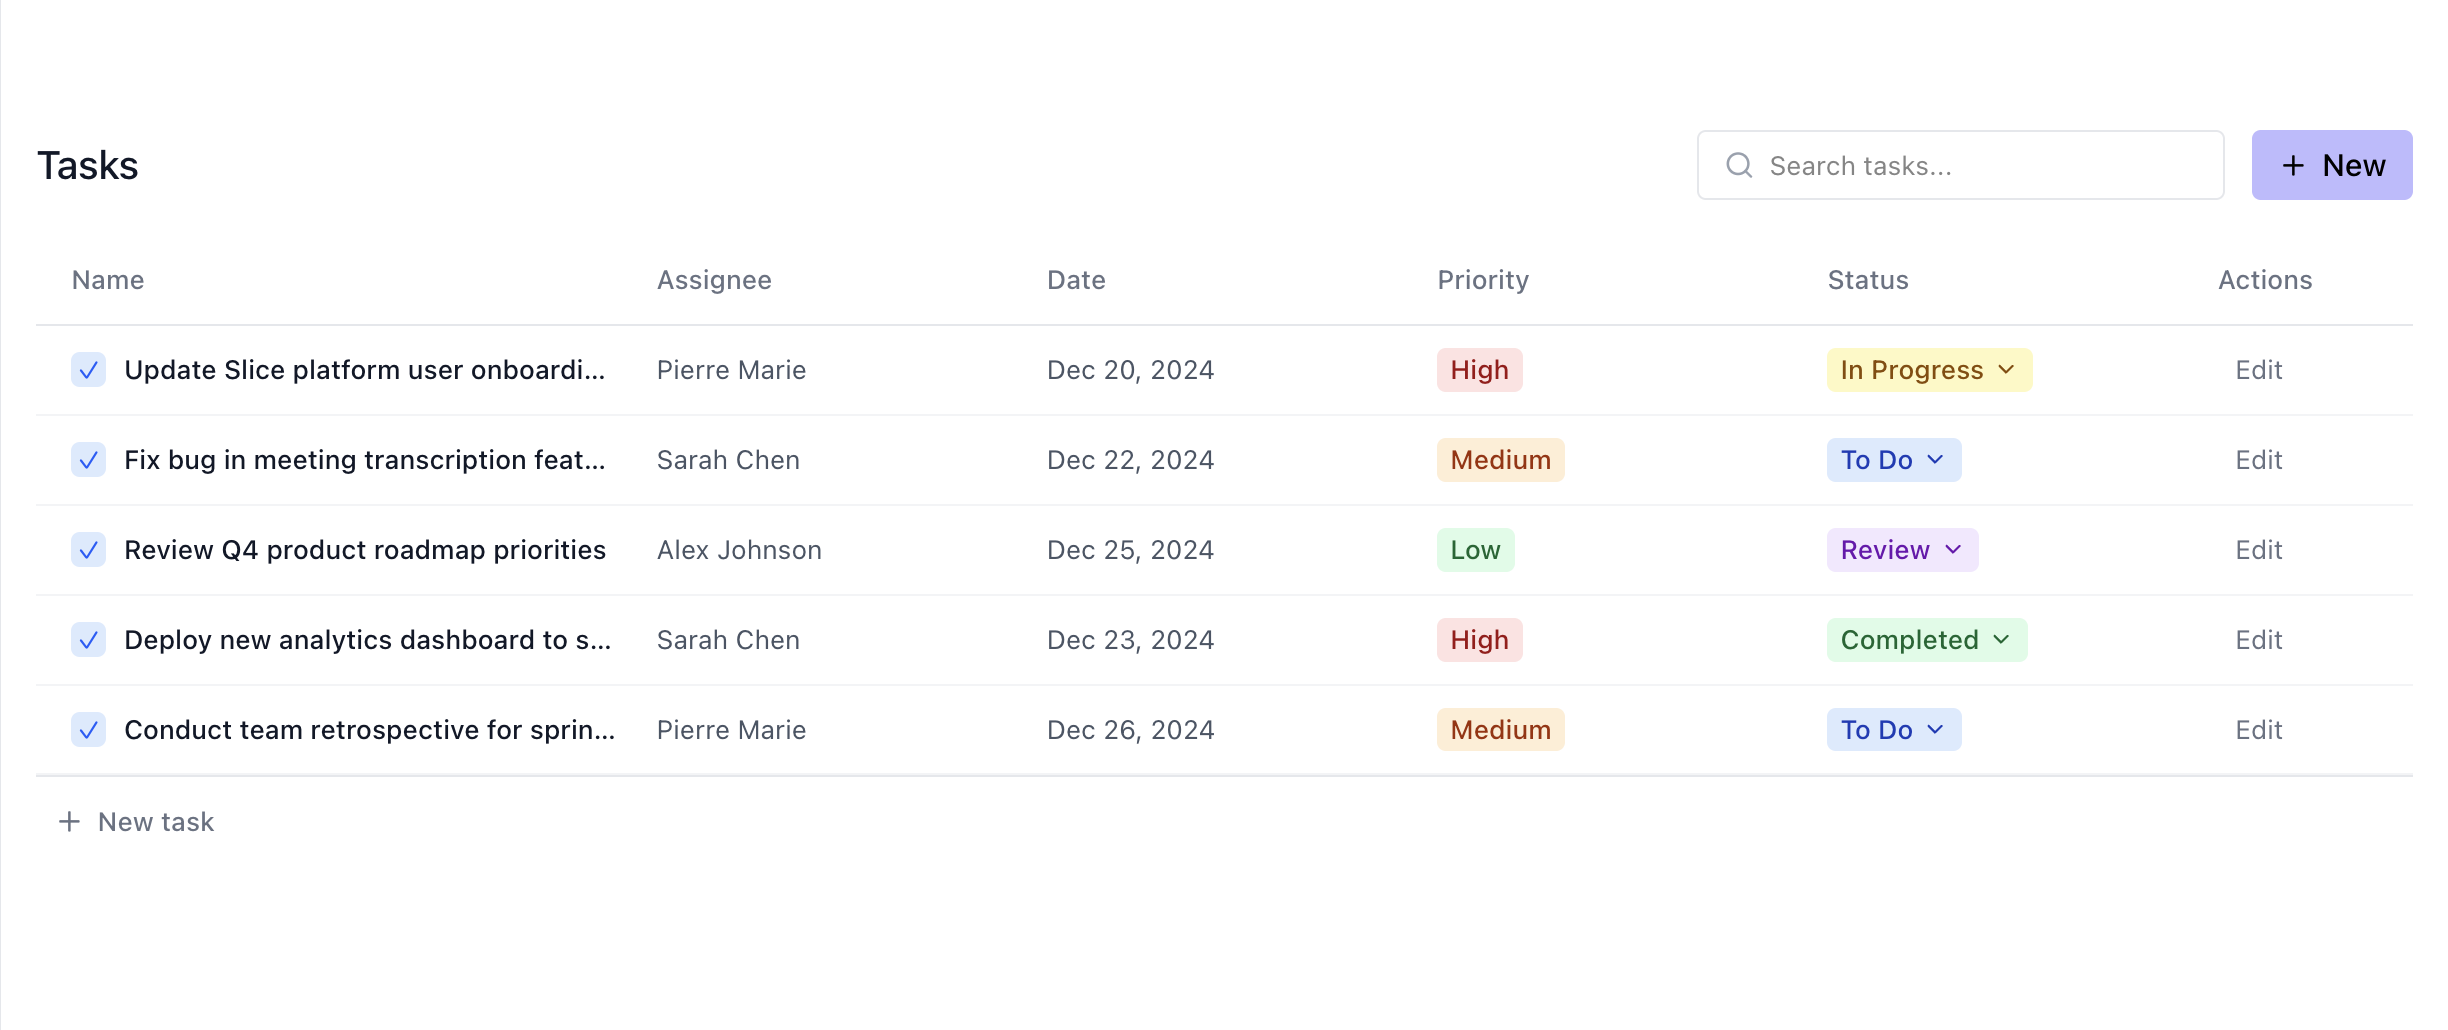 Tasks
Search tasks...
+ New
Name Assignee Date Priority Status Actions
Update Slice platform user onboardi... Pierre Marie Dec 20, 2024 High In Progress Edit
Fix bug in meeting transcription feat... Sarah Chen Dec 22, 2024 Medium To Do Edit
Review Q4 product roadmap priorities Alex Johnson Dec 25, 2024 Low Review Edit
Deploy new analytics dashboard to s... Sarah Chen Dec 23, 2024 High Completed Edit
Conduct team retrospective for sprin... Pierre Marie Dec 26, 2024 Medium To Do Edit
+ New task